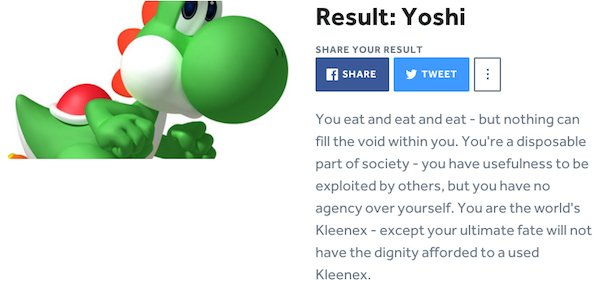 Result: Yoshi
SHARE YOUR RESULT
SHARE
TWEET
You eat and eat and eat - but nothing can
fill the void within you. You're a disposable
part of society - you have usefulness to be
exploited by others, but you have no
agency over yourself. You are the world's
Kleenex - except your ultimate fate will not
have the dignity afforded to a used
Kleenex.